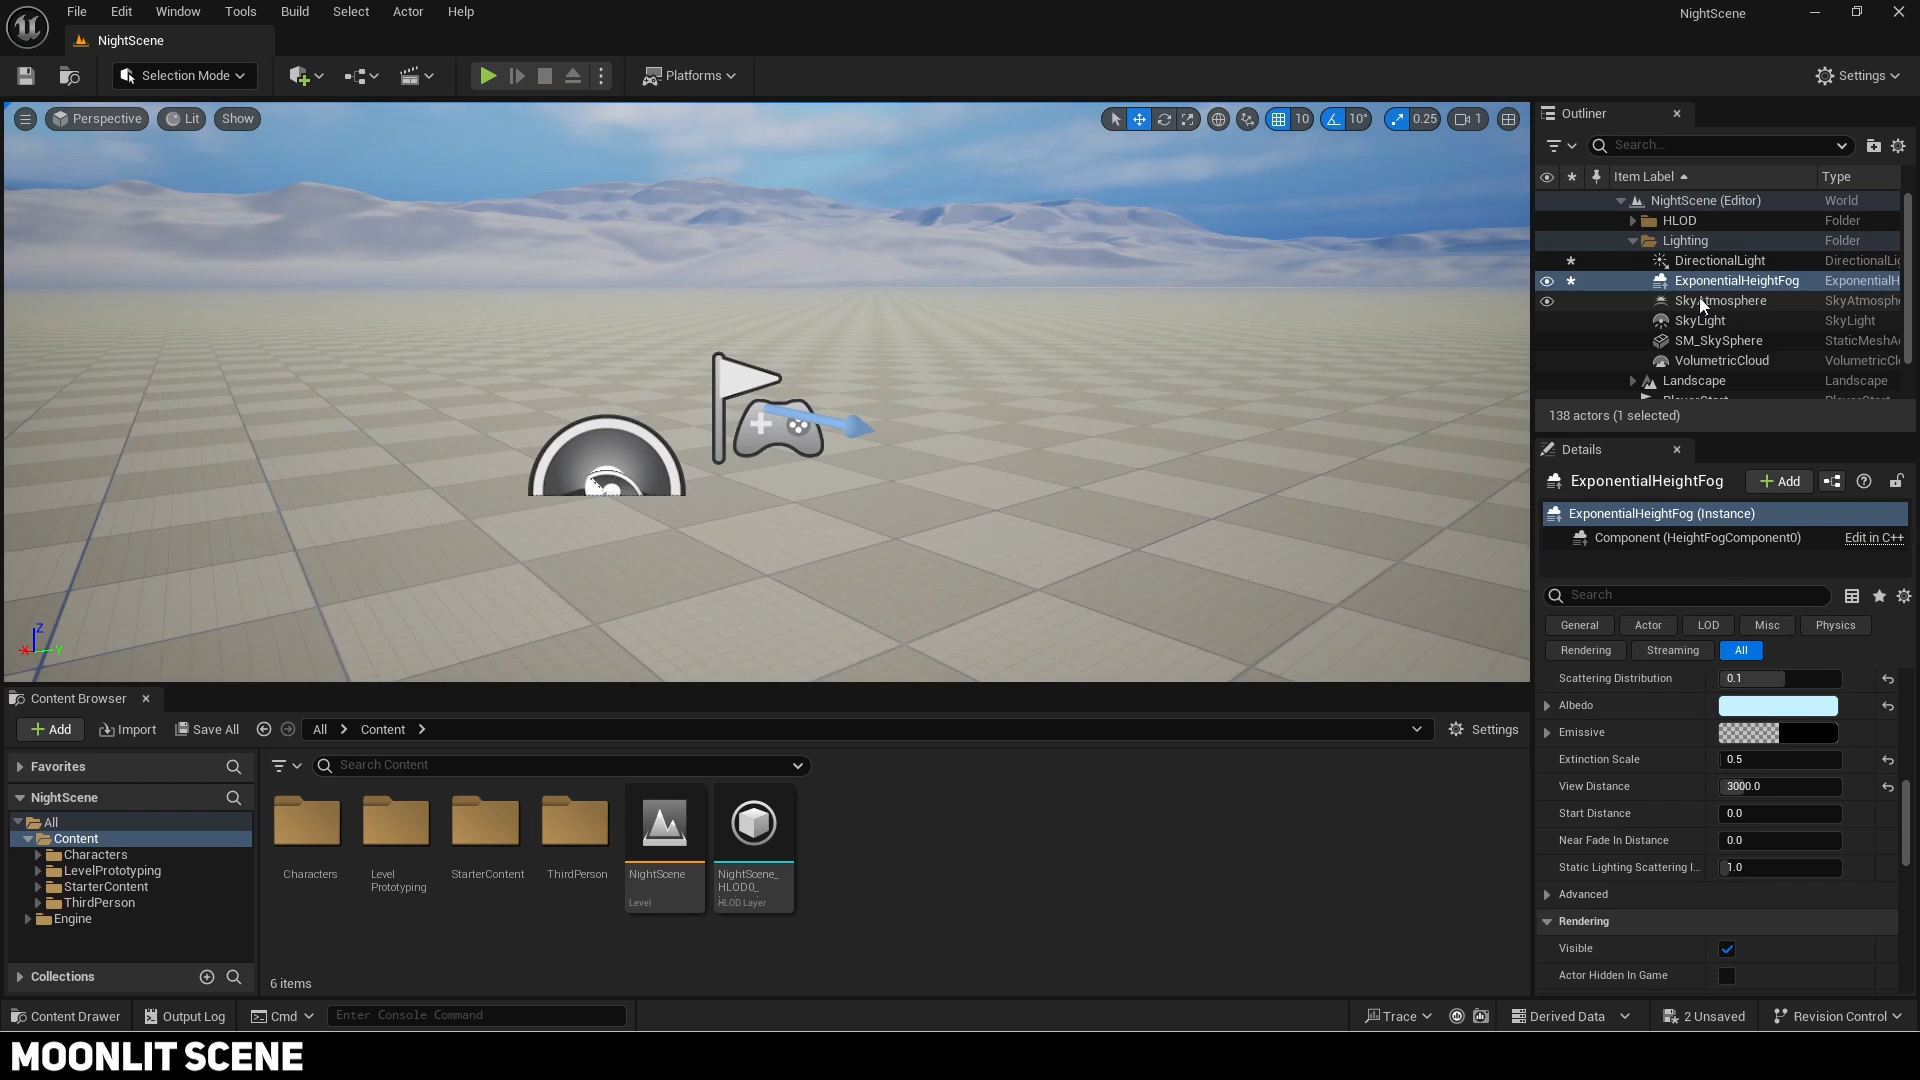 File Edit Window Tools Build Select Actor Help
NightScene
NightScene
Selection Mode
Platforms
Settings
Perspective Lit Show
10 10° 0.25 1
Z
X Y
Outliner
Search...
Item Label Type
NightScene (Editor) World
HLOD Folder
Lighting Folder
DirectionalLight DirectionalLig
ExponentialHeightFog ExponentialH
SkyAtmosphere SkyAtmosphe
SkyLight SkyLight
SM_SkySphere StaticMeshA
VolumetricCloud VolumetricCl
Landscape Landscape
138 actors (1 selected)
Details
ExponentialHeightFog Add
ExponentialHeightFog (Instance)
Component (HeightFogComponent0) Edit in C++
Search
General Actor LOD Misc Physics
Rendering Streaming All
Scattering Distribution 0.1
Albedo
Emissive
Extinction Scale 0.5
View Distance 3000.0
Start Distance 0.0
Near Fade In Distance 0.0
Static Lighting Scattering I... 1.0
Advanced
Rendering
Visible
Actor Hidden In Game
Content Browser
Add Import Save All All Content Settings
Favorites
NightScene
All
Content
Characters
LevelPrototyping
StarterContent
ThirdPerson
Engine
Collections
Search Content
Characters
Level
Prototyping
StarterContent
ThirdPerson
NightScene
Level
NightScene_
HLOD0_
HLOD Layer
6 items
Content Drawer Output Log Cmd Enter Console Command
Trace Derived Data 2 Unsaved Revision Control
MOONLIT SCENE